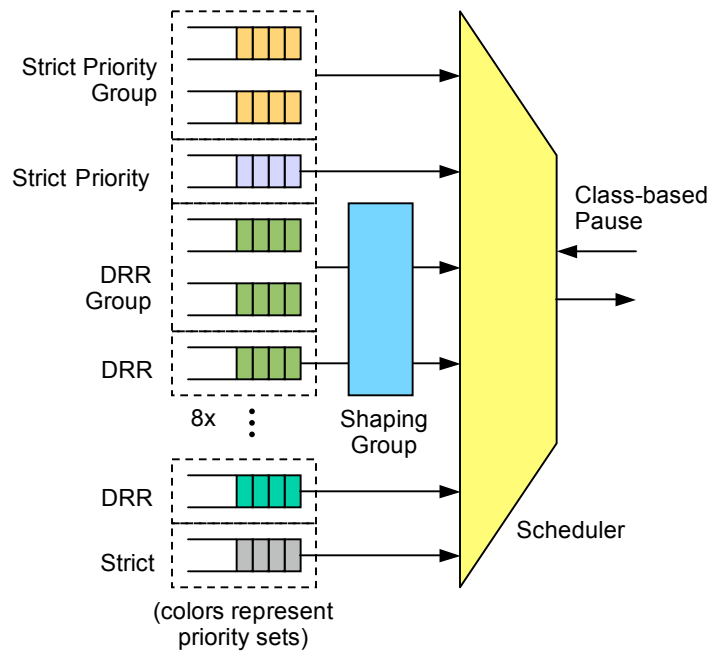 Strict Priority
Group
Strict Priority
Class-based
Pause
DRR
Group
DRR
8x
Shaping
Group
DRR
Scheduler
Strict
(colors represent
priority sets)